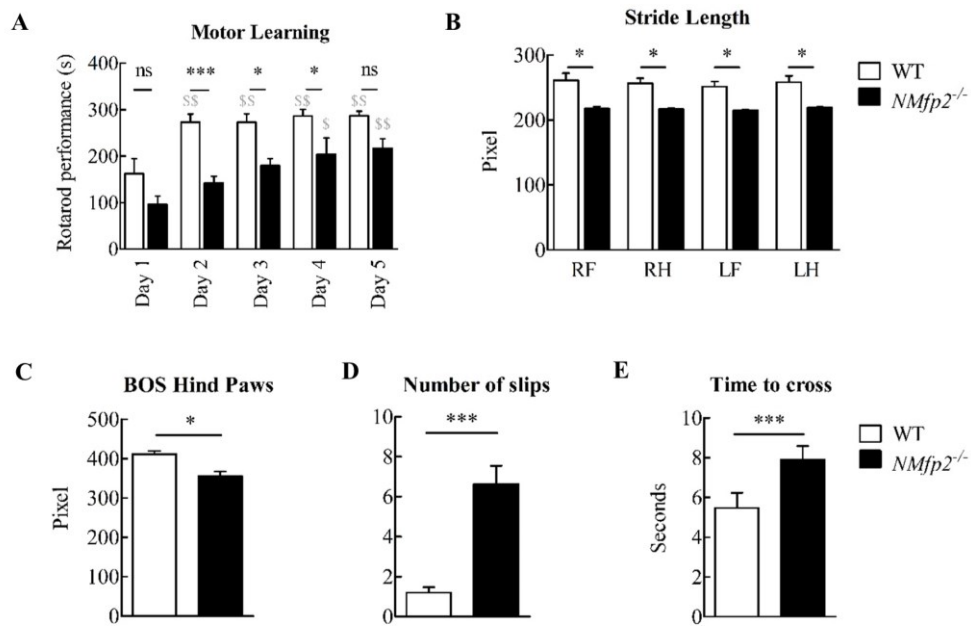 A
Motor Learning
ns
***
*
*
ns
$$
$$
$$
$
$$
Rotarod performance (s)
400
300
200
100
0
Day 1
Day 2
Day 3
Day 4
Day 5
B
Stride Length
*
*
*
*
Pixel
300
200
100
0
RF
RH
LF
LH
WT
NMfp2-/-
C
BOS Hind Paws
*
Pixel
500
400
300
200
100
0
D
Number of slips
***
10
8
6
4
2
0
E
Time to cross
***
Seconds
10
8
6
4
2
0
WT
NMfp2-/-